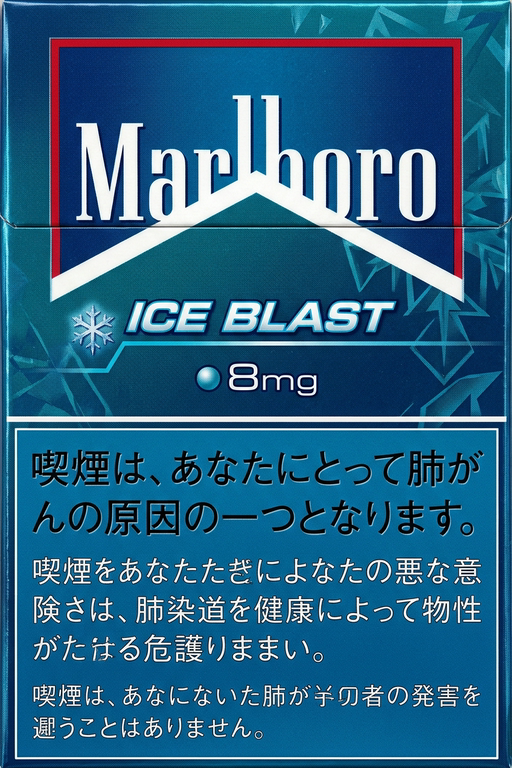 Marlboro
ICE BLAST
8mg
喫煙は、あなたにとって肺が
んの原因の一つとなります。
喫煙をあなたた によなたの悪な意
険さは、肺染道を健康によって物性
がた る危護りままい。
喫煙は、あなにないた肺が 者の発害を
うことはありません。